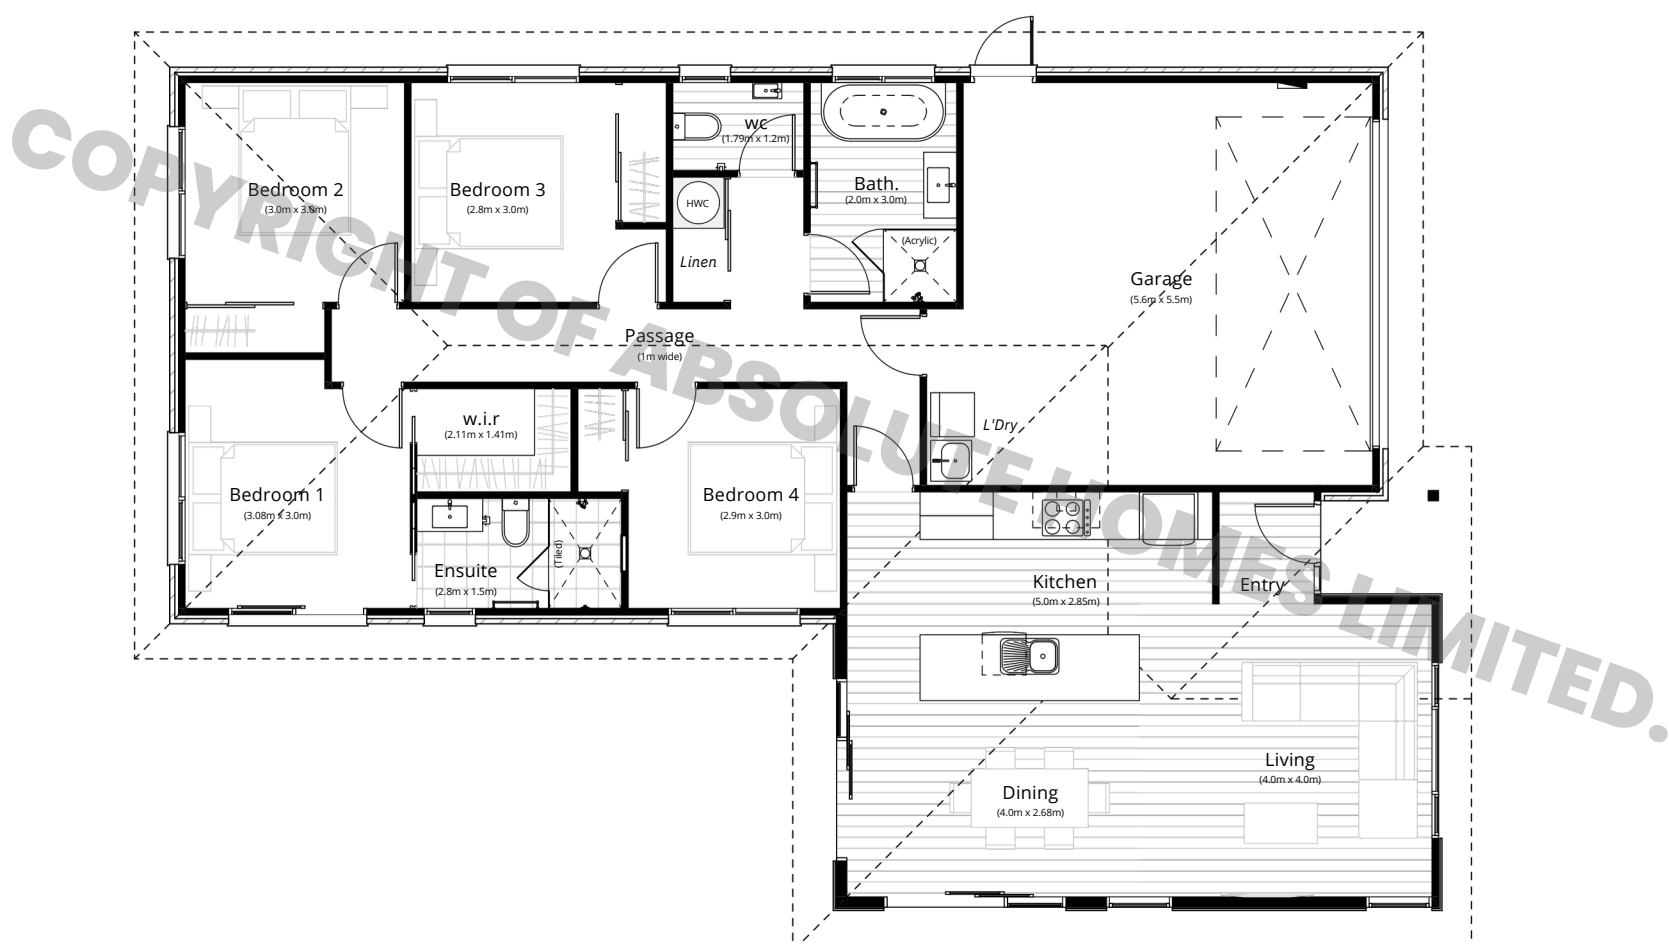 COPYRIGHT OF ABSOLUTE HOMES LIMITED.
wc
(1.79m x 1.2m)
Bedroom 2
(3.0m x 3.0m)
Bedroom 3
(2.8m x 3.0m)
HWC
Linen
Bath.
(2.0m x 3.0m)
(Acrylic)
Garage
(5.6m x 5.5m)
Passage
(1m wide)
w.i.r
(2.11m x 1.41m)
L'Dry
Bedroom 1
(3.08m x 3.0m)
Bedroom 4
(2.9m x 3.0m)
Ensuite
(2.8m x 1.5m)
(Tiled)
Kitchen
(5.0m x 2.85m)
Entry
Living
(4.0m x 4.0m)
Dining
(4.0m x 2.68m)